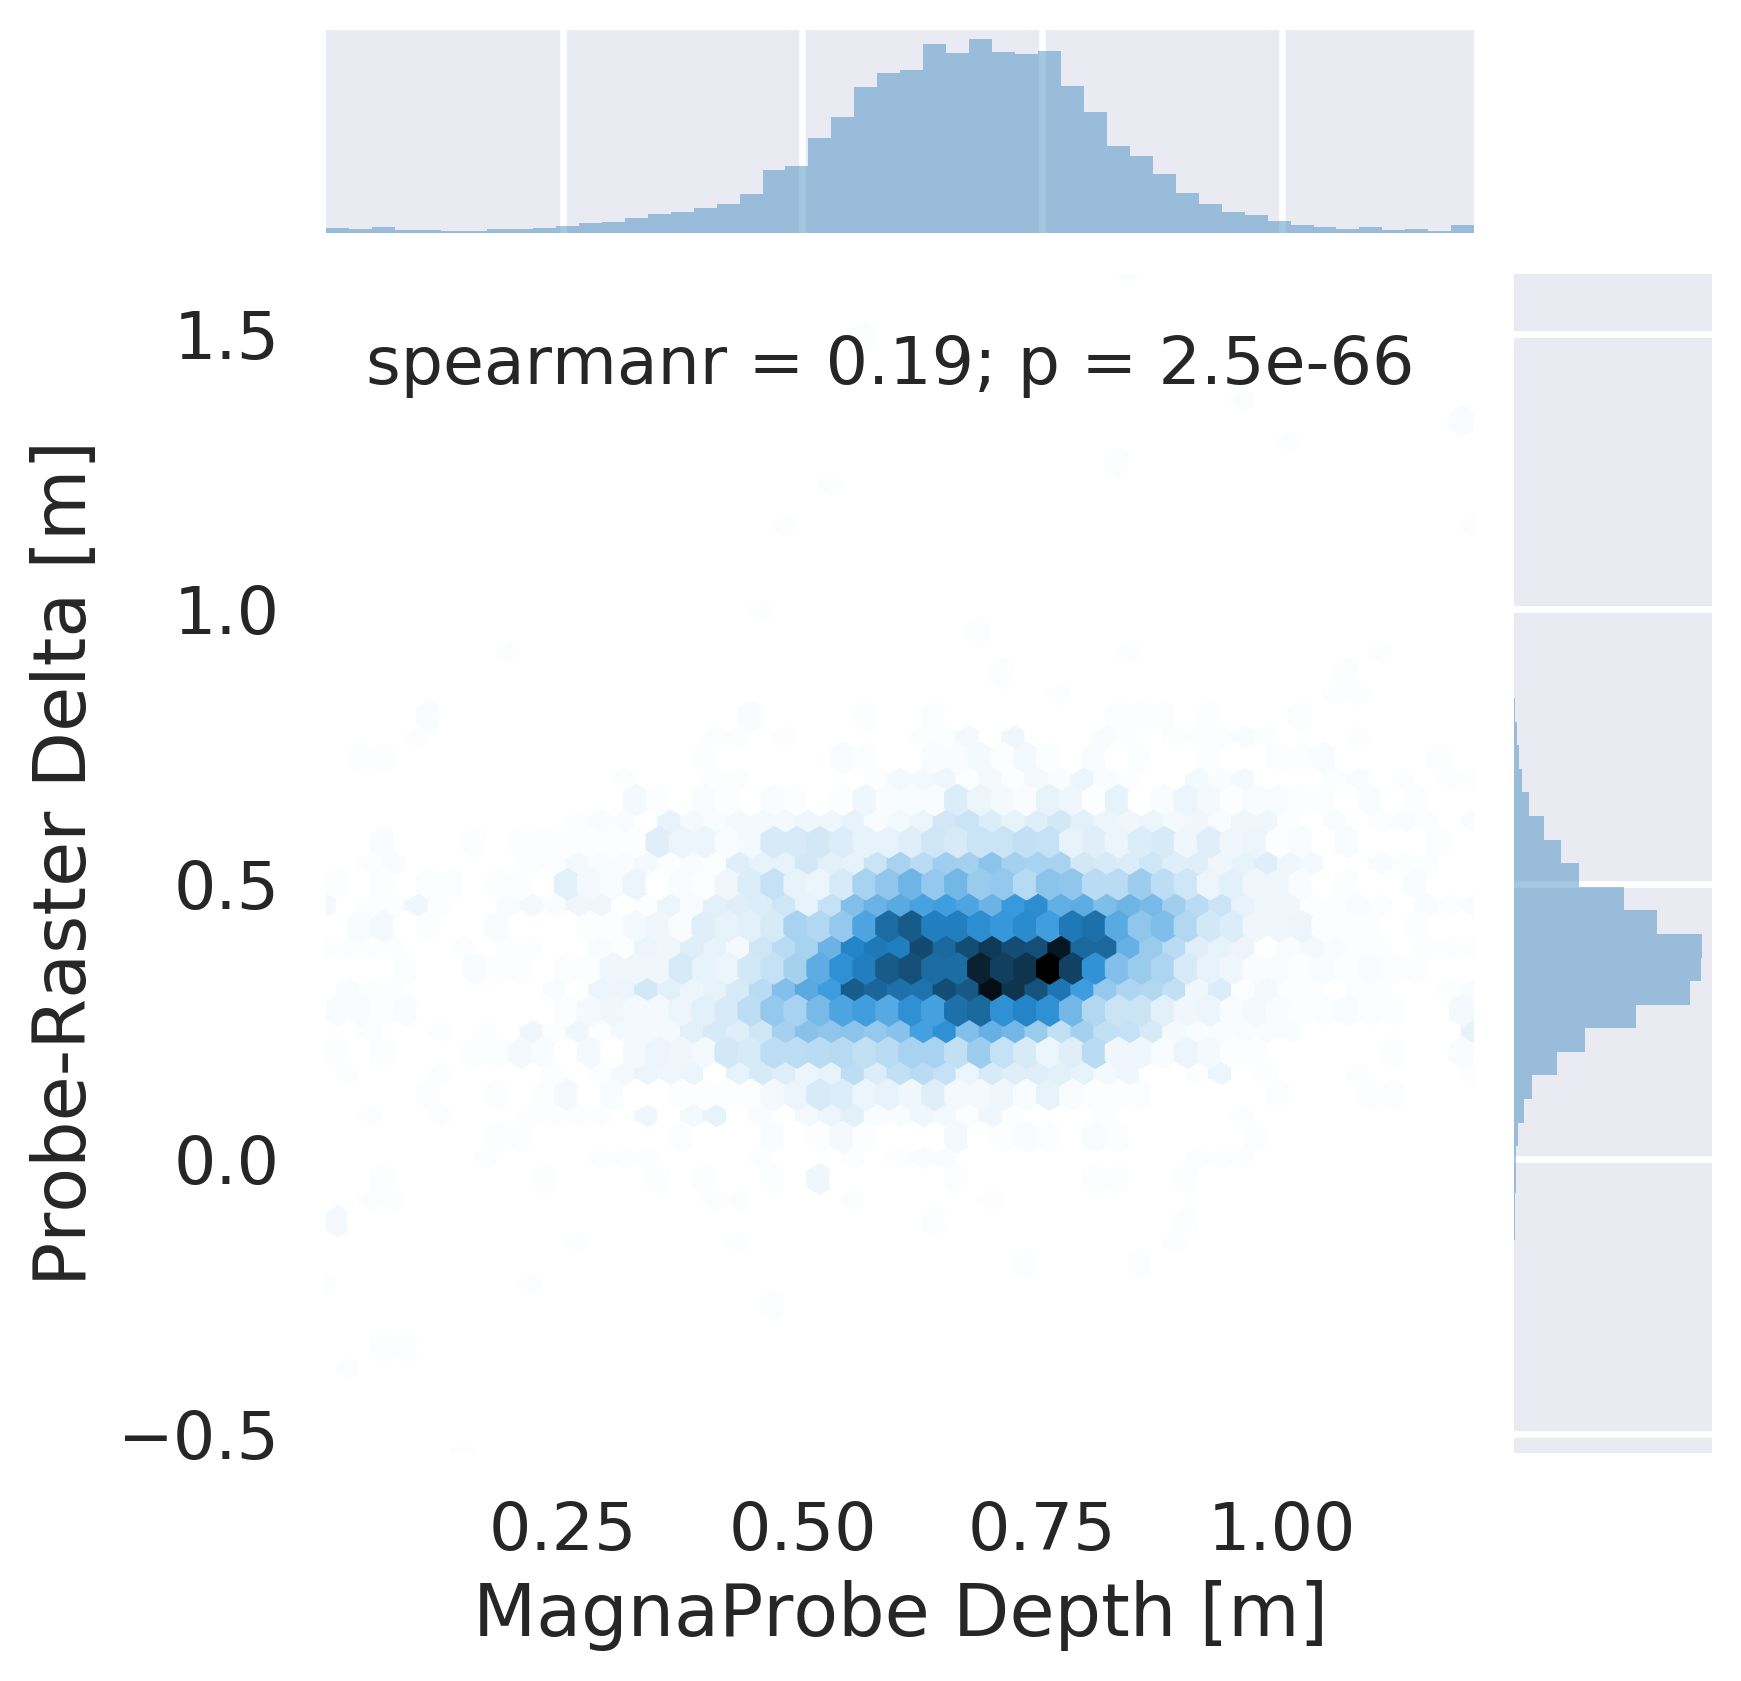 spearmanr = 0.19; p = 2.5e-66
Probe-Raster Delta [m]
1.5
1.0
0.5
0.0
−0.5
0.25 0.50 0.75 1.00
MagnaProbe Depth [m]